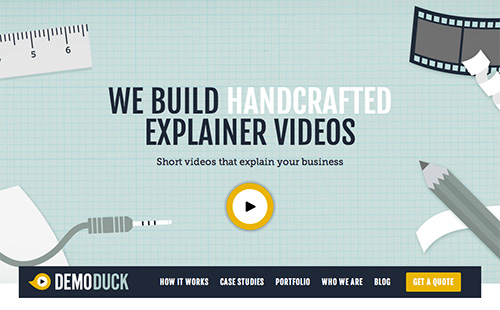 5 6
WE BUILD HANDCRAFTED
EXPLAINER VIDEOS
Short videos that explain your business
DEMODUCK HOW IT WORKS CASE STUDIES PORTFOLIO WHO WE ARE BLOG GET A QUOTE